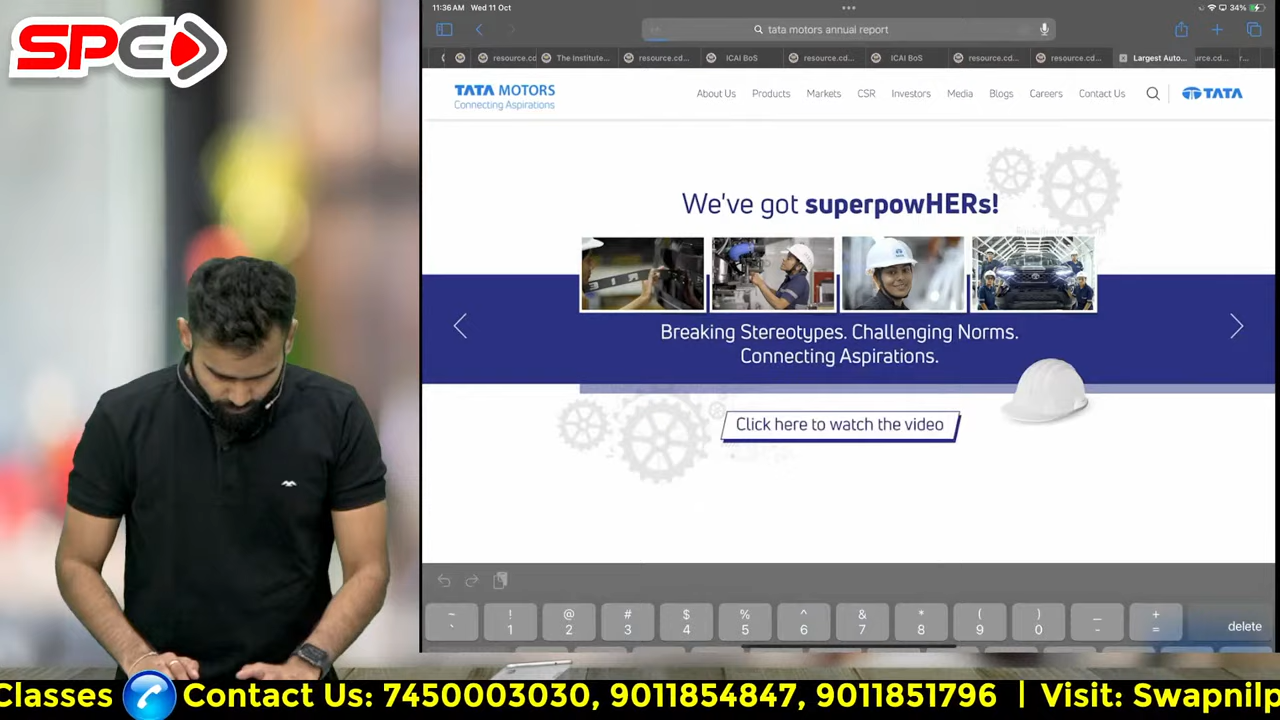 SPC
11:36 AM Wed 11 Oct
34%
tata motors annual report
resource.cd
The Institute...
resource.cd...
ICAI BoS
resource.cd...
ICAI BoS
resource.cd...
resource.cd...
Largest Auto...
urce.cd...
r...
TATA MOTORS
Connecting Aspirations
About Us
Products
Markets
CSR
Investors
Media
Blogs
Careers
Contact Us
TATA
We've got superpowHERs!
Breaking Stereotypes. Challenging Norms.
Connecting Aspirations.
Click here to watch the video
~ ! @ # $ % ^ & * ( ) _ +
` 1 2 3 4 5 6 7 8 9 0 - = delete
Classes Contact Us: 7450003030, 9011854847, 9011851796 | Visit: Swapnilp